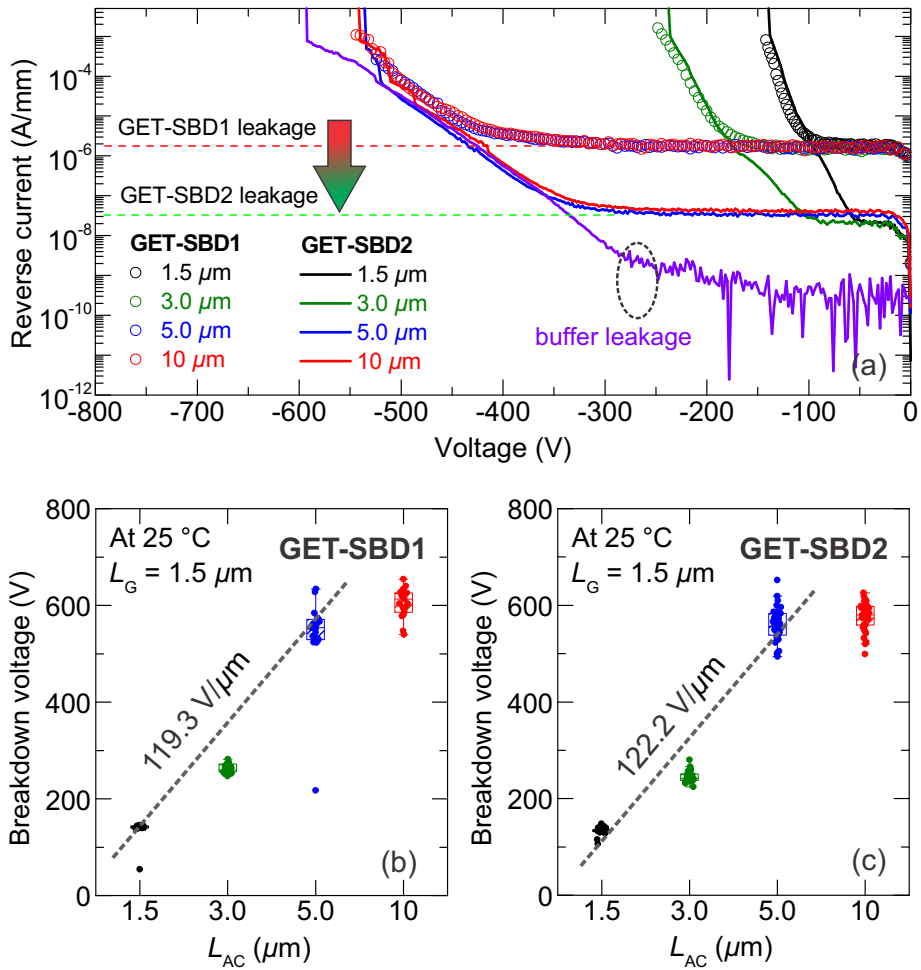 Reverse current (A/mm)
10⁻⁴
10⁻⁶
10⁻⁸
10⁻¹⁰
10⁻¹²
GET-SBD1 leakage
GET-SBD2 leakage
GET-SBD1 GET-SBD2
1.5 µm 1.5 µm
3.0 µm 3.0 µm
5.0 µm 5.0 µm
10 µm 10 µm
buffer leakage
(a)
-800 -700 -600 -500 -400 -300 -200 -100 0
Voltage (V)
Breakdown voltage (V)
800
600
400
200
0
At 25 °C
L_G = 1.5 µm
GET-SBD1
119.3 V/µm
(b)
1.5 3.0 5.0 10
L_AC (µm)
Breakdown voltage (V)
800
600
400
200
0
At 25 °C
L_G = 1.5 µm
GET-SBD2
122.2 V/µm
(c)
1.5 3.0 5.0 10
L_AC (µm)